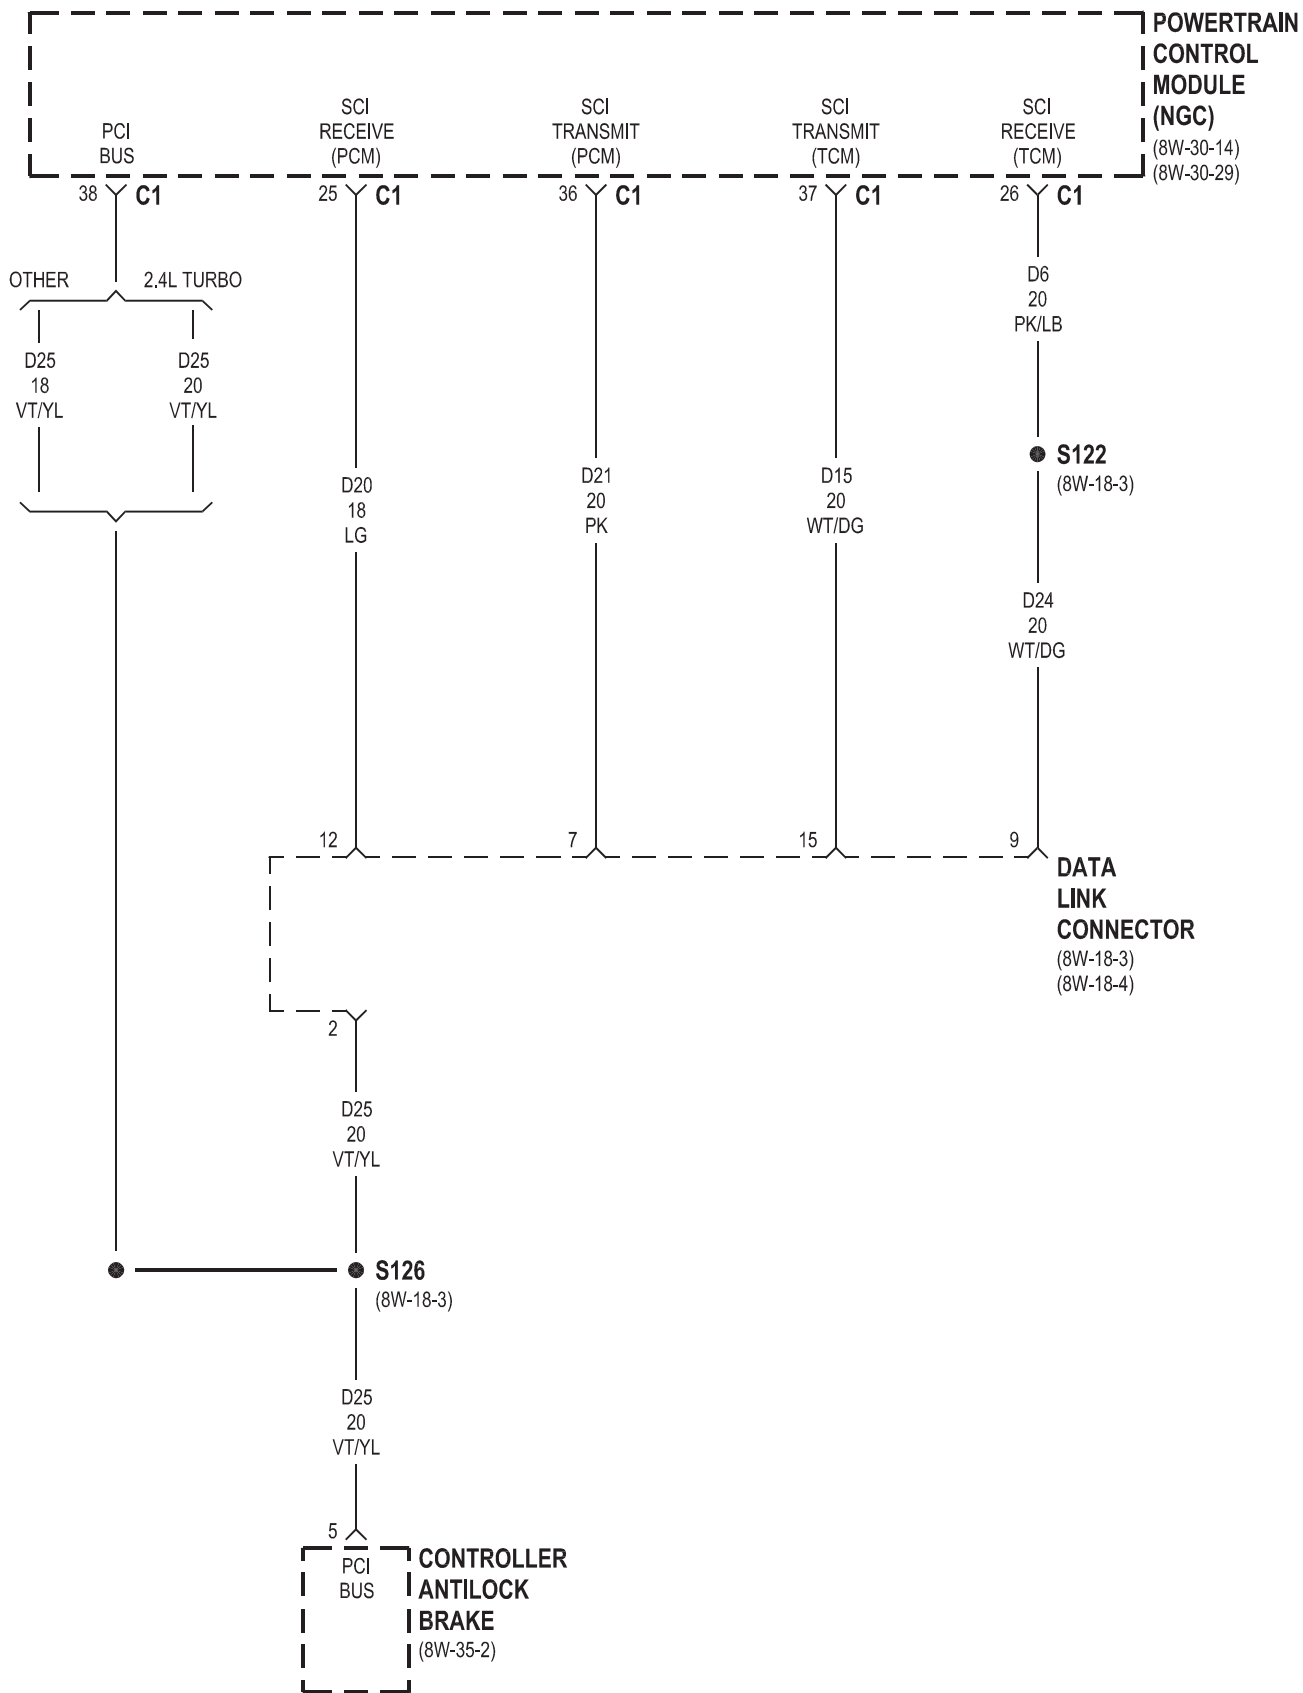 POWERTRAIN
CONTROL
MODULE
(NGC)
(8W-30-14)
(8W-30-29)
PCI
BUS
SCI
RECEIVE
(PCM)
SCI
TRANSMIT
(PCM)
SCI
TRANSMIT
(TCM)
SCI
RECEIVE
(TCM)
38 C1
25 C1
36 C1
37 C1
26 C1
OTHER
2.4L TURBO
D25
18
VT/YL
D25
20
VT/YL
D20
18
LG
D21
20
PK
D15
20
WT/DG
D6
20
PK/LB
S122
(8W-18-3)
D24
20
WT/DG
12
7
15
9
DATA
LINK
CONNECTOR
(8W-18-3)
(8W-18-4)
2
D25
20
VT/YL
S126
(8W-18-3)
D25
20
VT/YL
5
PCI
BUS
CONTROLLER
ANTILOCK
BRAKE
(8W-35-2)